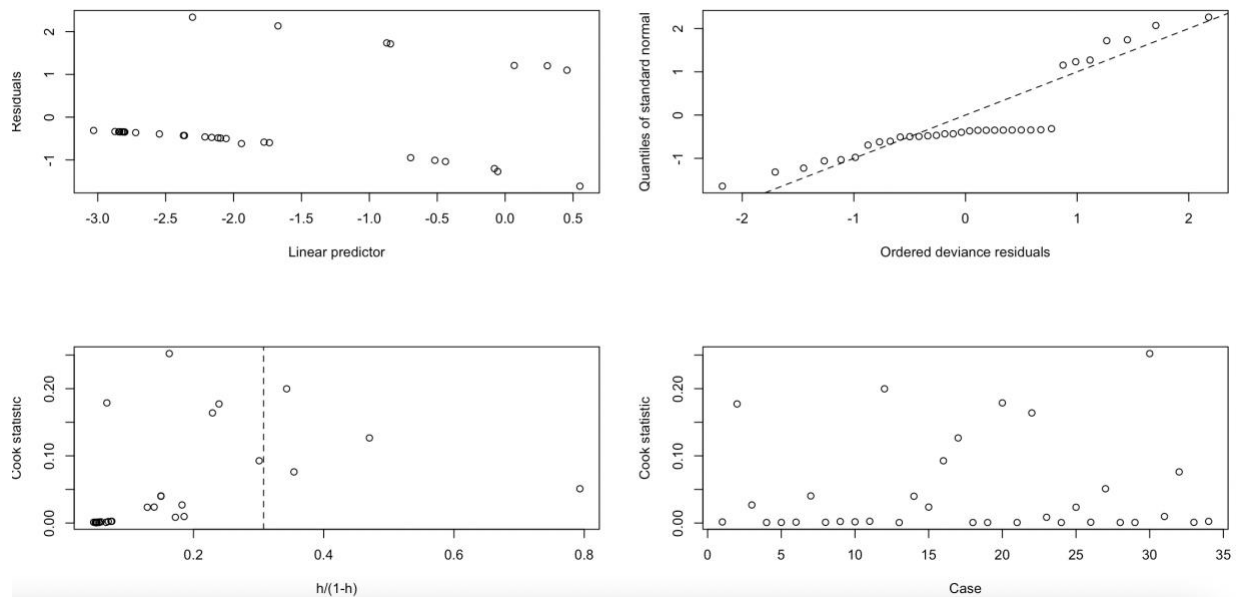 Residuals
2
1
0
-1
-3.0 -2.5 -2.0 -1.5 -1.0 -0.5 0.0 0.5
Linear predictor
Quantiles of standard normal
2
1
0
-1
-2 -1 0 1 2
Ordered deviance residuals
Cook statistic
0.20
0.10
0.00
0.2 0.4 0.6 0.8
h/(1-h)
Cook statistic
0.20
0.10
0.00
0 5 10 15 20 25 30 35
Case